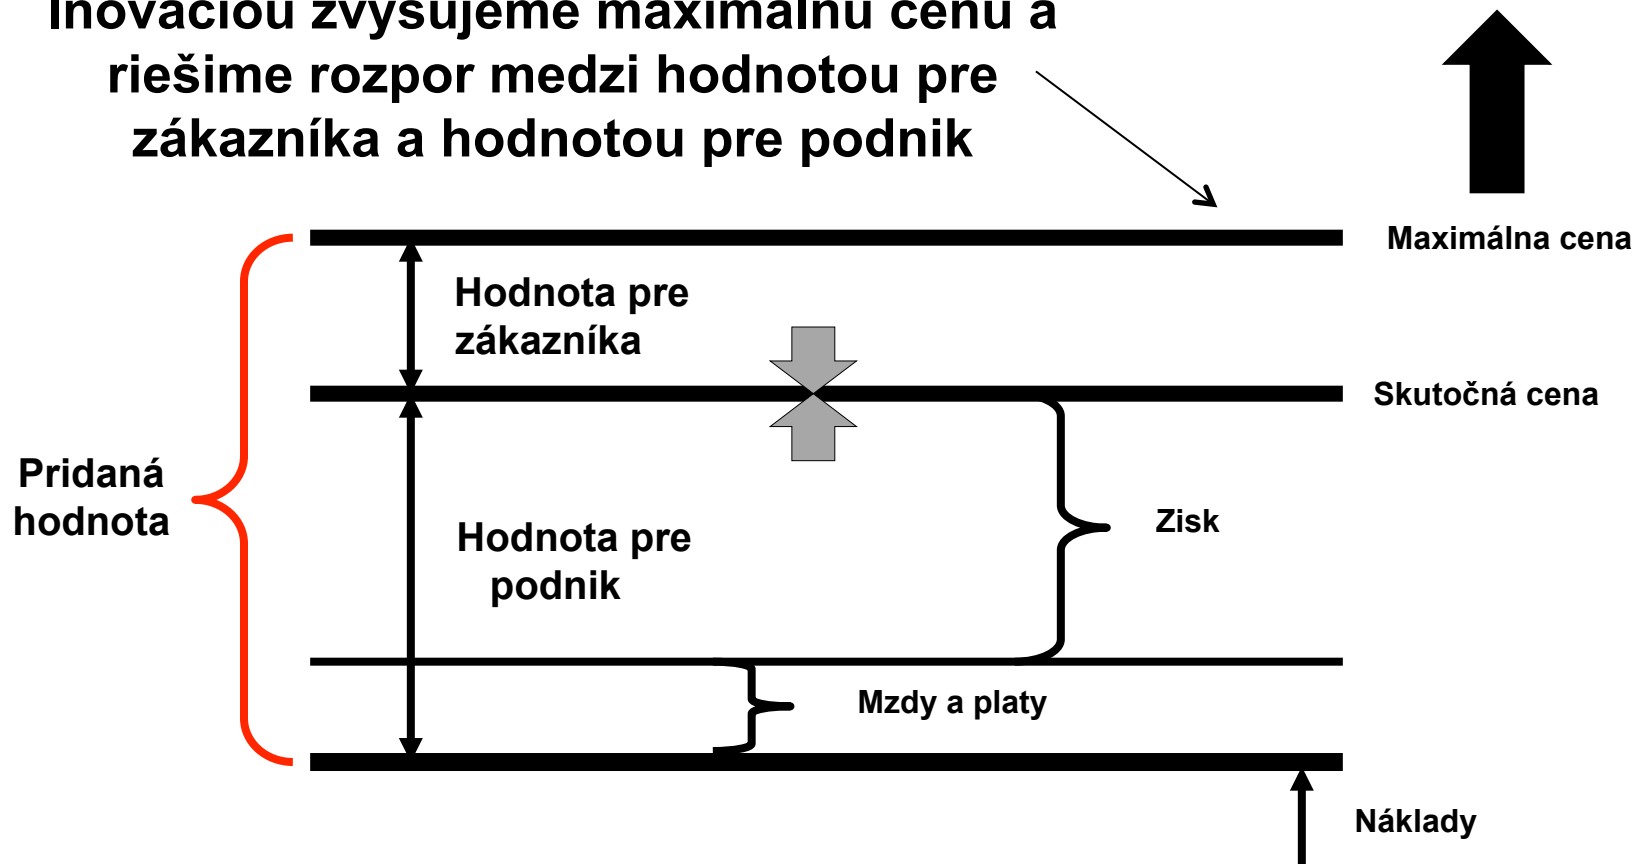 Inováciou zvyšujeme maximálnu cenu a
riešime rozpor medzi hodnotou pre
zákazníka a hodnotou pre podnik
Maximálna cena
Hodnota pre
zákazníka
Skutočná cena
Pridaná
hodnota
Zisk
Hodnota pre
podnik
Mzdy a platy
Náklady